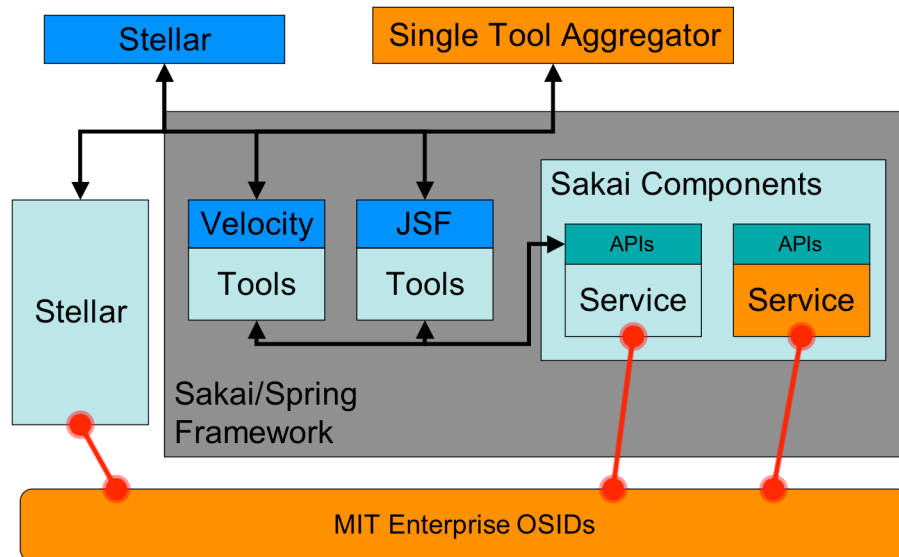 Stellar
Single Tool Aggregator
Sakai Components
Velocity
JSF
APIs
APIs
Tools
Tools
Service
Service
Stellar
Sakai/Spring
Framework
MIT Enterprise OSIDs